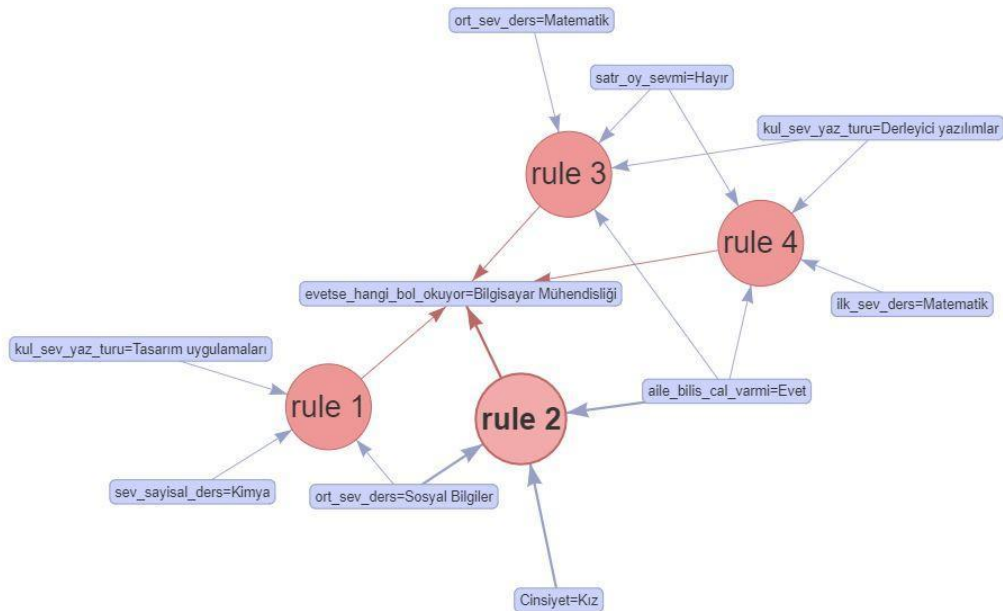 ort_sev_ders=Matematik
satr_oy_sevmi=Hayır
kul_sev_yaz_turu=Derleyici yazılımlar
rule 3
rule 4
evetse_hangi_bol_okuyor=Bilgisayar Mühendisliği
ilk_sev_ders=Matematik
kul_sev_yaz_turu=Tasarım uygulamaları
aile_bilis_cal_varmi=Evet
rule 1
rule 2
sev_sayisal_ders=Kimya
ort_sev_ders=Sosyal Bilgiler
Cinsiyet=Kız